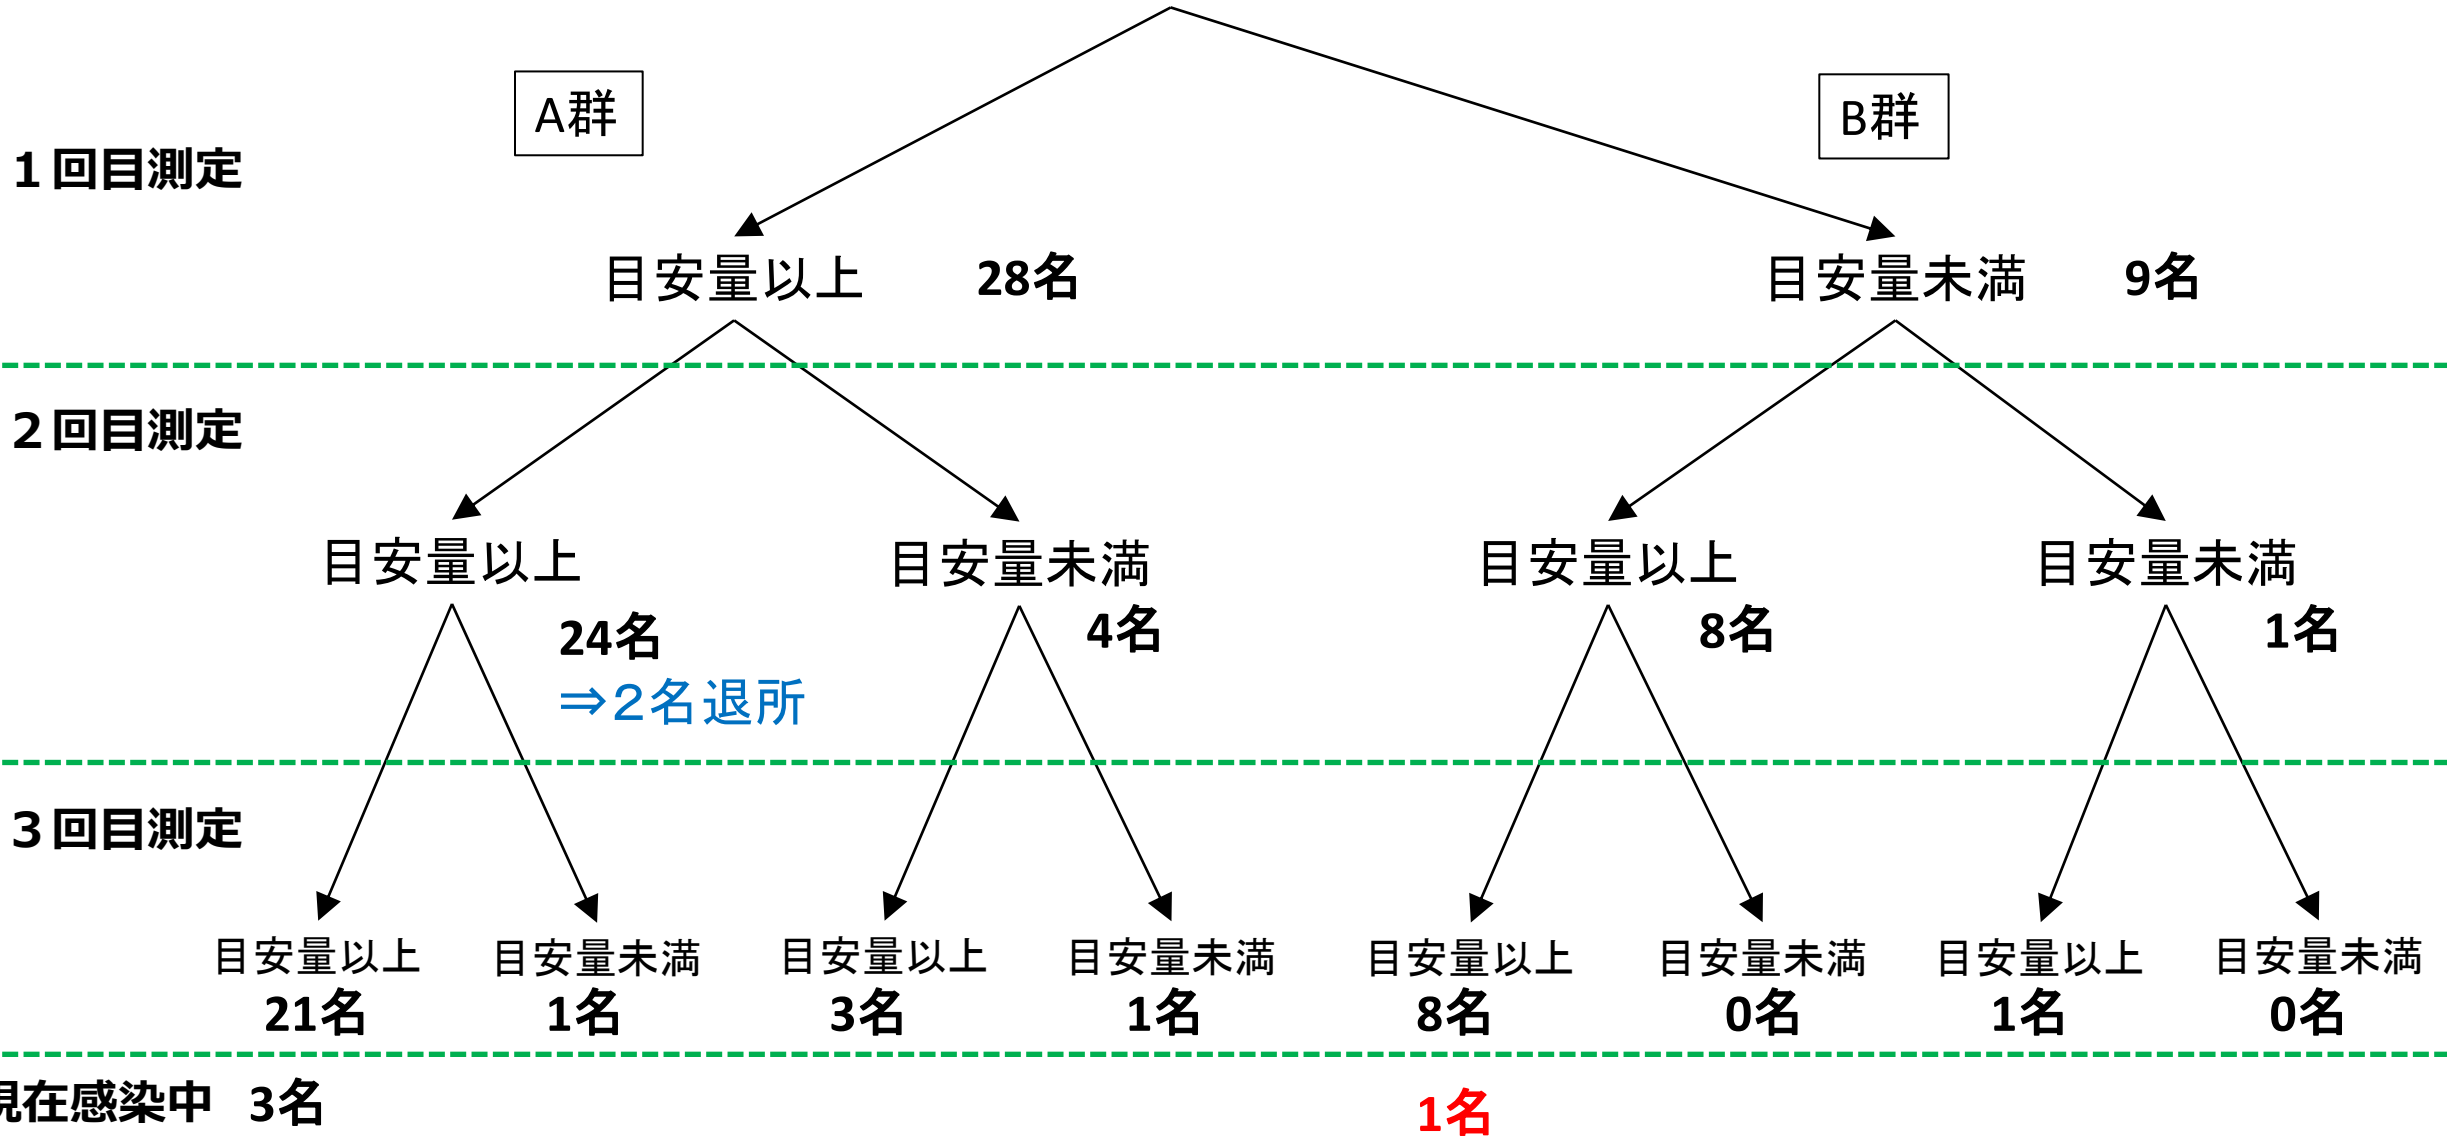 A群
B群
１回目測定
目安量以上 28名
目安量未満 9名
２回目測定
目安量以上
目安量未満
目安量以上
目安量未満
24名
⇒２名退所
4名
8名
1名
３回目測定
目安量以上
目安量未満
目安量以上
目安量未満
目安量以上
目安量未満
目安量以上
目安量未満
21名
1名
3名
1名
8名
0名
1名
0名
現在感染中 3名
1名